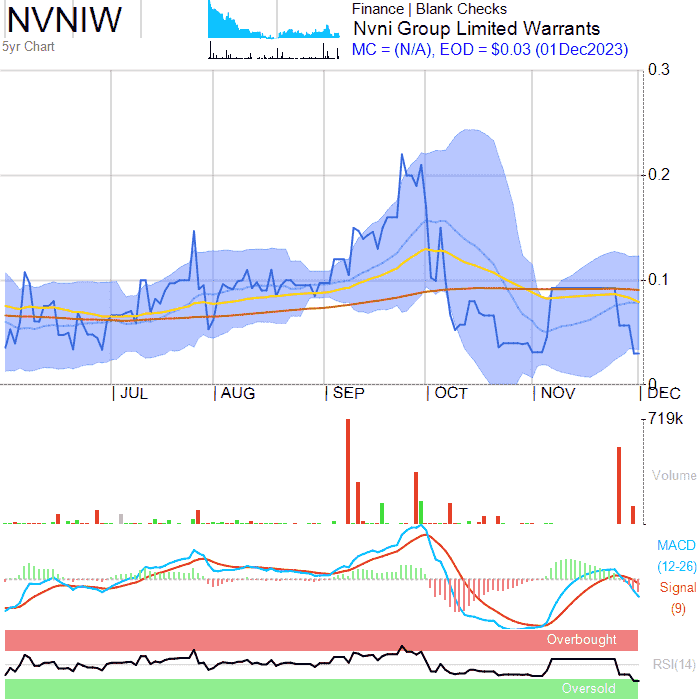 NVNIW
5yr Chart
Finance | Blank Checks
Nvni Group Limited Warrants
MC = (N/A), EOD = $0.03 (01Dec2023)
0.3
0.2
0.1
0
JUL
AUG
SEP
OCT
NOV
DEC
719k
Volume
MACD
(12-26)
Signal
(9)
Overbought
RSI(14)
Oversold